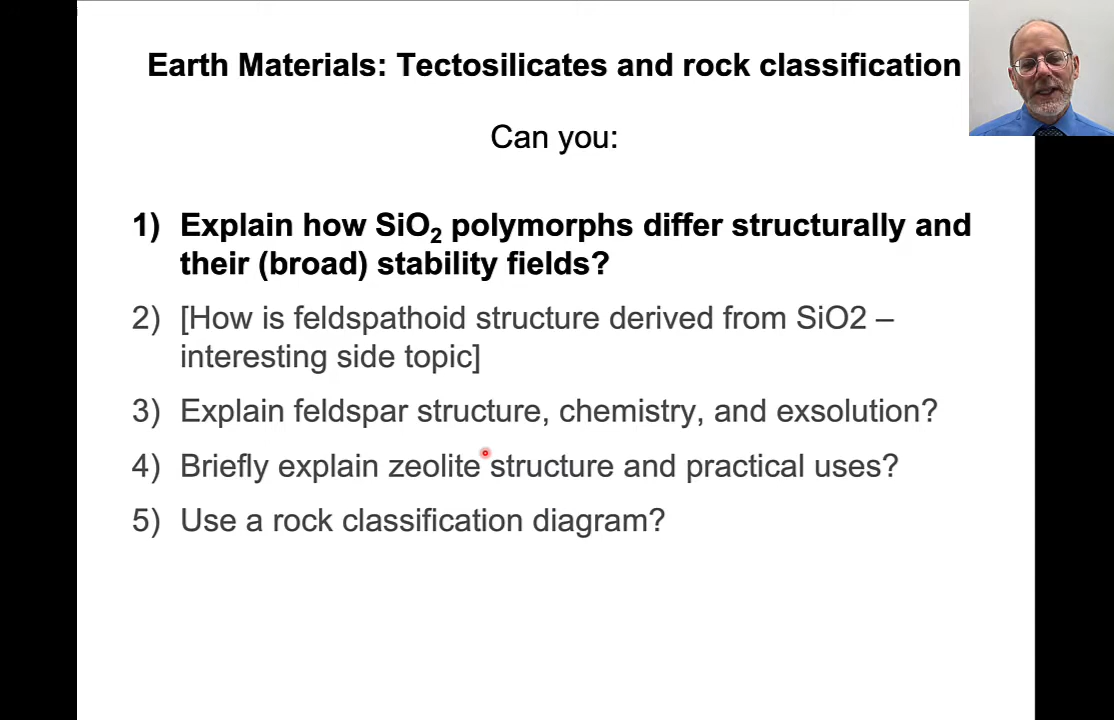 Earth Materials: Tectosilicates and rock classification
Can you:
1) Explain how SiO₂ polymorphs differ structurally and
their (broad) stability fields?
2) [How is feldspathoid structure derived from SiO2 –
interesting side topic]
3) Explain feldspar structure, chemistry, and exsolution?
4) Briefly explain zeolite structure and practical uses?
5) Use a rock classification diagram?